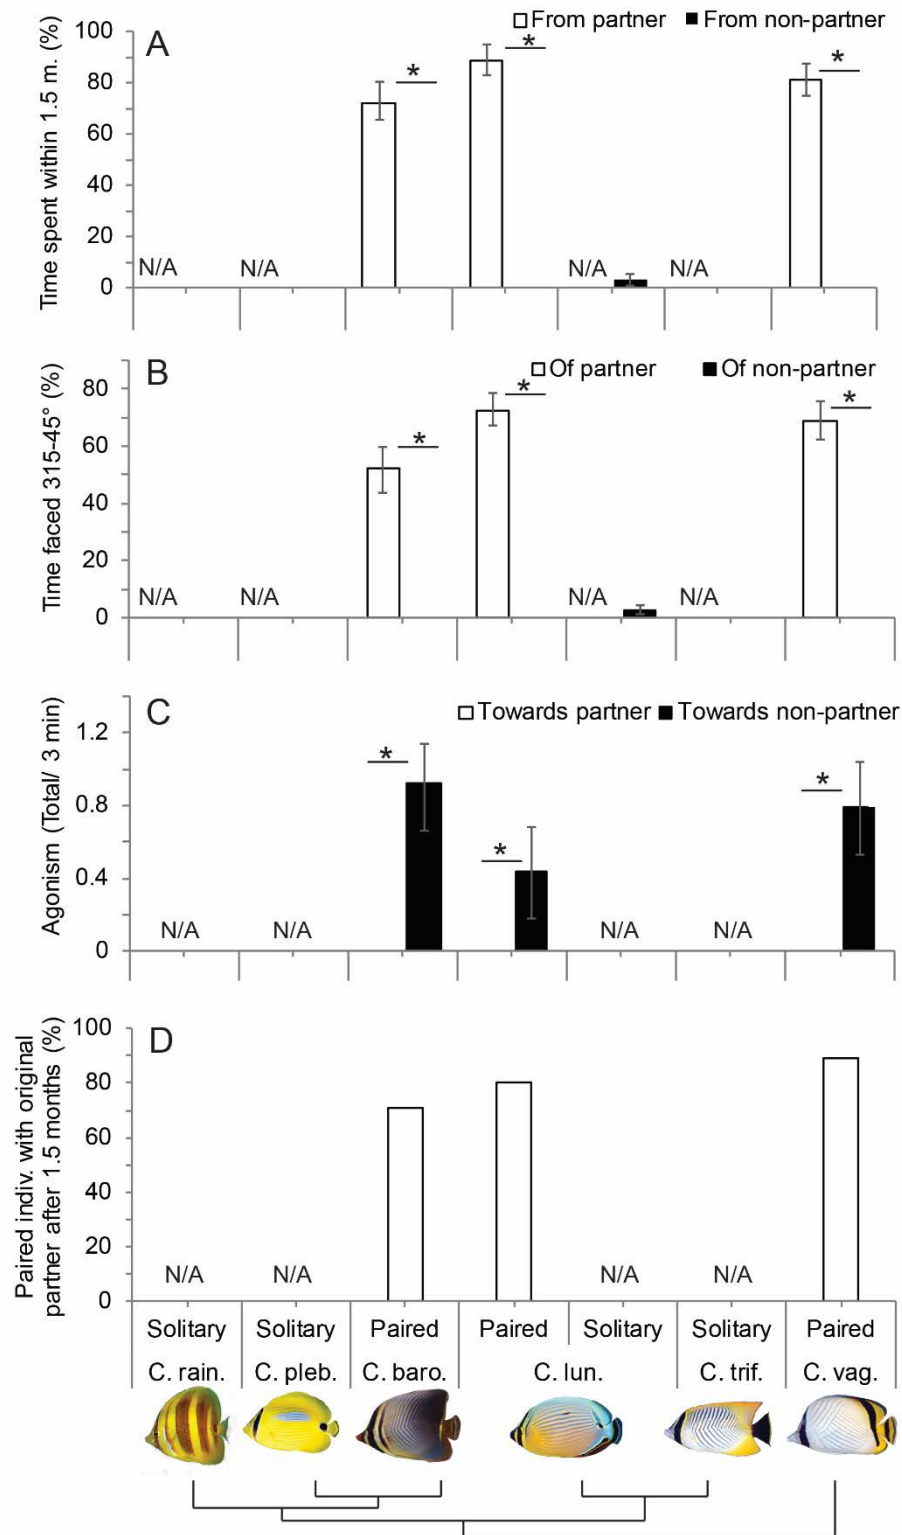 □From partner ■ From non-partner
A
Time spent within 1.5 m. (%)
100
80
60
40
20
0
* * *
N/A N/A N/A N/A
B
□Of partner ■Of non-partner
Time faced 315-45° (%)
80
60
40
20
0
* * *
N/A N/A N/A N/A
C
□Towards partner ■Towards non-partner
Agonism (Total/ 3 min)
1.2
0.8
0.4
0
* * *
N/A N/A N/A N/A
D
Paired indiv. with original
partner after 1.5 months (%)
100
80
60
40
20
0
N/A N/A N/A N/A
Solitary Solitary Paired Paired Solitary Solitary Paired
C. rain. C. pleb. C. baro. C. lun. C. trif. C. vag.